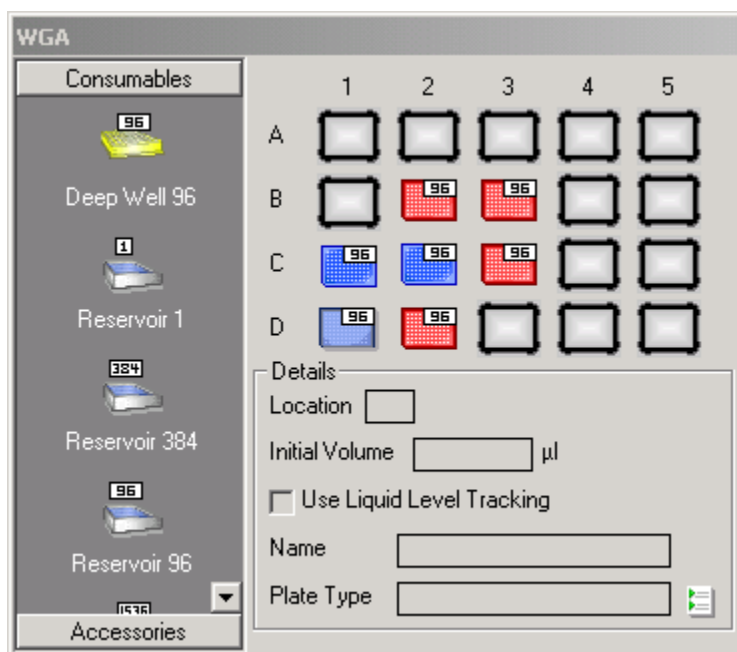 WGA
Consumables
96
Deep Well 96
1
Reservoir 1
384
Reservoir 384
96
Reservoir 96
1536
Accessories
1 2 3 4 5
A
B 96 96
C 96 96 96
D 96 96
Details
Location
Initial Volume µl
Use Liquid Level Tracking
Name
Plate Type